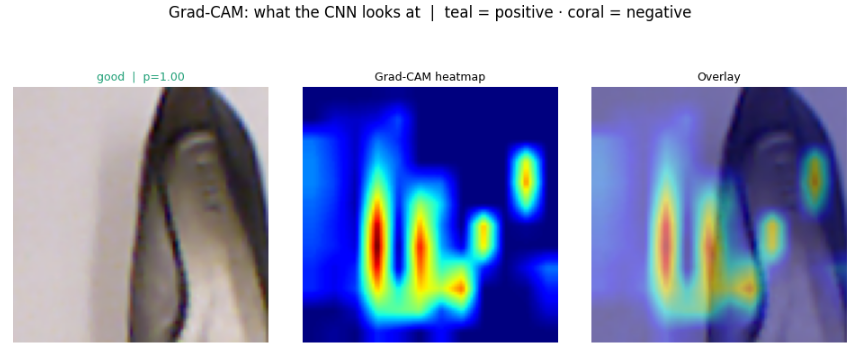 Grad-CAM: what the CNN looks at | teal = positive · coral = negative
good | p=1.00
Grad-CAM heatmap
Overlay